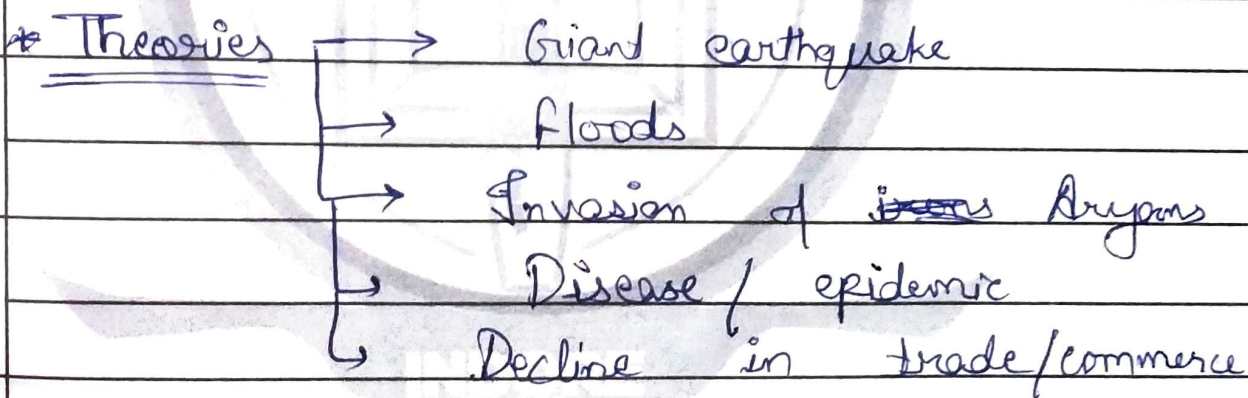 * Theories → Giant earthquake
→ floods
→ Invasion of Aryans
→ Disease / epidemic
→ Decline in trade/commerce